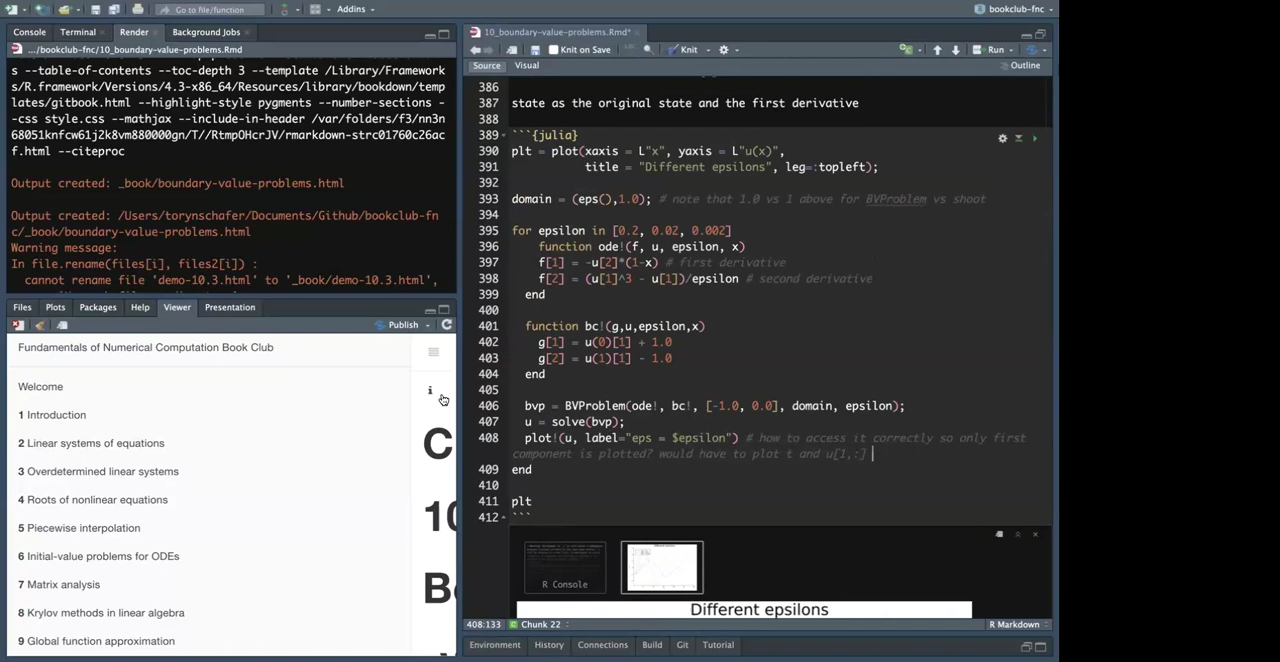 Go to file/function
Addins
bookclub-fnc
Console
Terminal
Render
Background Jobs
.../bookclub-fnc/10_boundary-value-problems.Rmd
s --table-of-contents --toc-depth 3 --template /Library/Framework
s/R.framework/Versions/4.3-x86_64/Resources/library/bookdown/temp
lates/gitbook.html --highlight-style pygments --number-sections -
-css style.css --mathjax --include-in-header /var/folders/f3/nn3n
68051knfcw61j2k8vm880000gn/T//RtmpOHcrJV/rmarkdown-strc01760c26ac
f.html --citeproc
Output created: _book/boundary-value-problems.html
Output created: /Users/torynschafer/Documents/Github/bookclub-fn
c/_book/boundary-value-problems.html
Warning message:
In file.rename(files[i], files2[i]) :
cannot rename file 'demo-10.3.html' to '_book/demo-10.3.html',
Files
Plots
Packages
Help
Viewer
Presentation
Publish
Fundamentals of Numerical Computation Book Club
Welcome
1 Introduction
2 Linear systems of equations
3 Overdetermined linear systems
4 Roots of nonlinear equations
5 Piecewise interpolation
6 Initial-value problems for ODEs
7 Matrix analysis
8 Krylov methods in linear algebra
9 Global function approximation
i
C
10
B
10_boundary-value-problems.Rmd*
Knit on Save
Knit
Run
Source
Visual
Outline
386
387 state as the original state and the first derivative
388
389 ```{julia}
390 plt = plot(xaxis = L"x", yaxis = L"u(x)",
391 title = "Different epsilons", leg=:topleft);
392
393 domain = (eps(),1.0); # note that 1.0 vs 1 above for BVProblem vs shoot
394
395 for epsilon in [0.2, 0.02, 0.002]
396 function ode!(f, u, epsilon, x)
397 f[1] = -u[2]*(1-x) # first derivative
398 f[2] = (u[1]^3 - u[1])/epsilon # second derivative
399 end
400
401 function bc!(g,u,epsilon,x)
402 g[1] = u(0)[1] + 1.0
403 g[2] = u(1)[1] - 1.0
404 end
405
406 bvp = BVProblem(ode!, bc!, [-1.0, 0.0], domain, epsilon);
407 u = solve(bvp);
408 plot!(u, label="eps = $epsilon") # how to access it correctly so only first
component is plotted? would have to plot t and u[1,:]
409 end
410
411 plt
412 ```
R Console
Different epsilons
408:133
Chunk 22
R Markdown
Environment
History
Connections
Build
Git
Tutorial